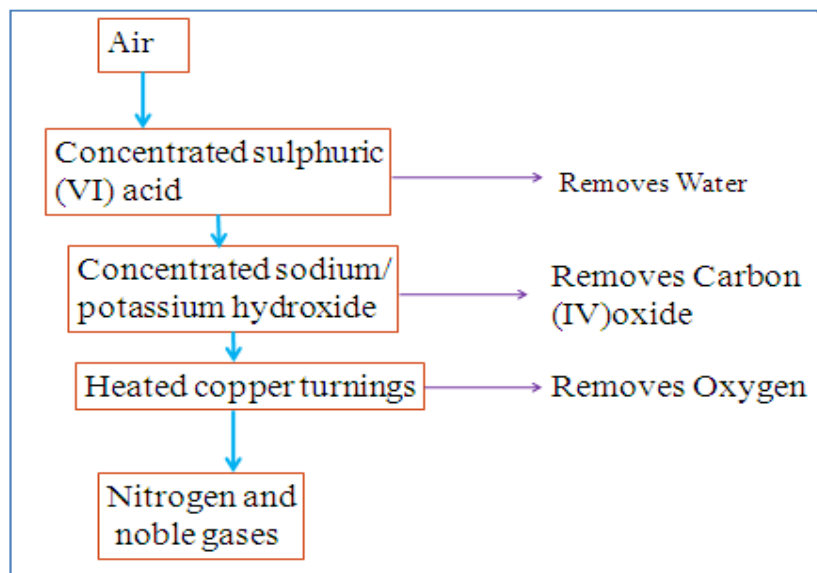 Air
Concentrated sulphuric
(VI) acid
Removes Water
Concentrated sodium/
potassium hydroxide
Removes Carbon
(IV)oxide
Heated copper turnings
Removes Oxygen
Nitrogen and
noble gases